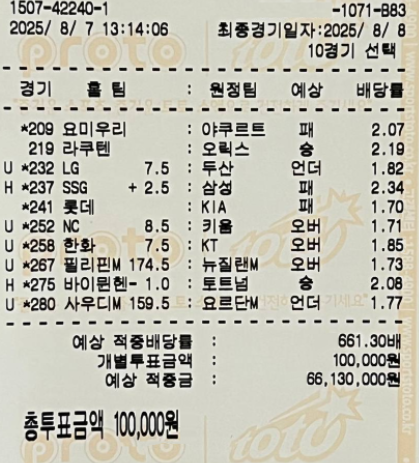 1507-42240-1 -1071-B83
2025/ 8/ 7 13:14:06 최종경기일자:2025/ 8/ 8
10경기 선택
경기 홈 팀 : 원정팀 예상 배당률
*209 요미우리 : 야쿠르트 패 2.07
219 라쿠텐 : 오릭스 승 2.19
U *232 LG 7.5 : 두산 언더 1.82
H *237 SSG + 2.5 : 삼성 패 2.34
*241 롯데 : KIA 패 1.70
U *252 NC 8.5 : 키움 오버 1.71
U *258 한화 7.5 : KT 오버 1.85
U *267 필리핀M 174.5 : 뉴질랜M 오버 1.73
H *275 바이뮌헨- 1.0 : 토트넘 승 2.08
U *280 사우디M 159.5 : 요르단M 언더 1.77
예상 적중배당률 : 661.30배
개별투표금액 : 100,000원
예상 적중금 : 66,130,000원
총투표금액 100,000원
proto toto